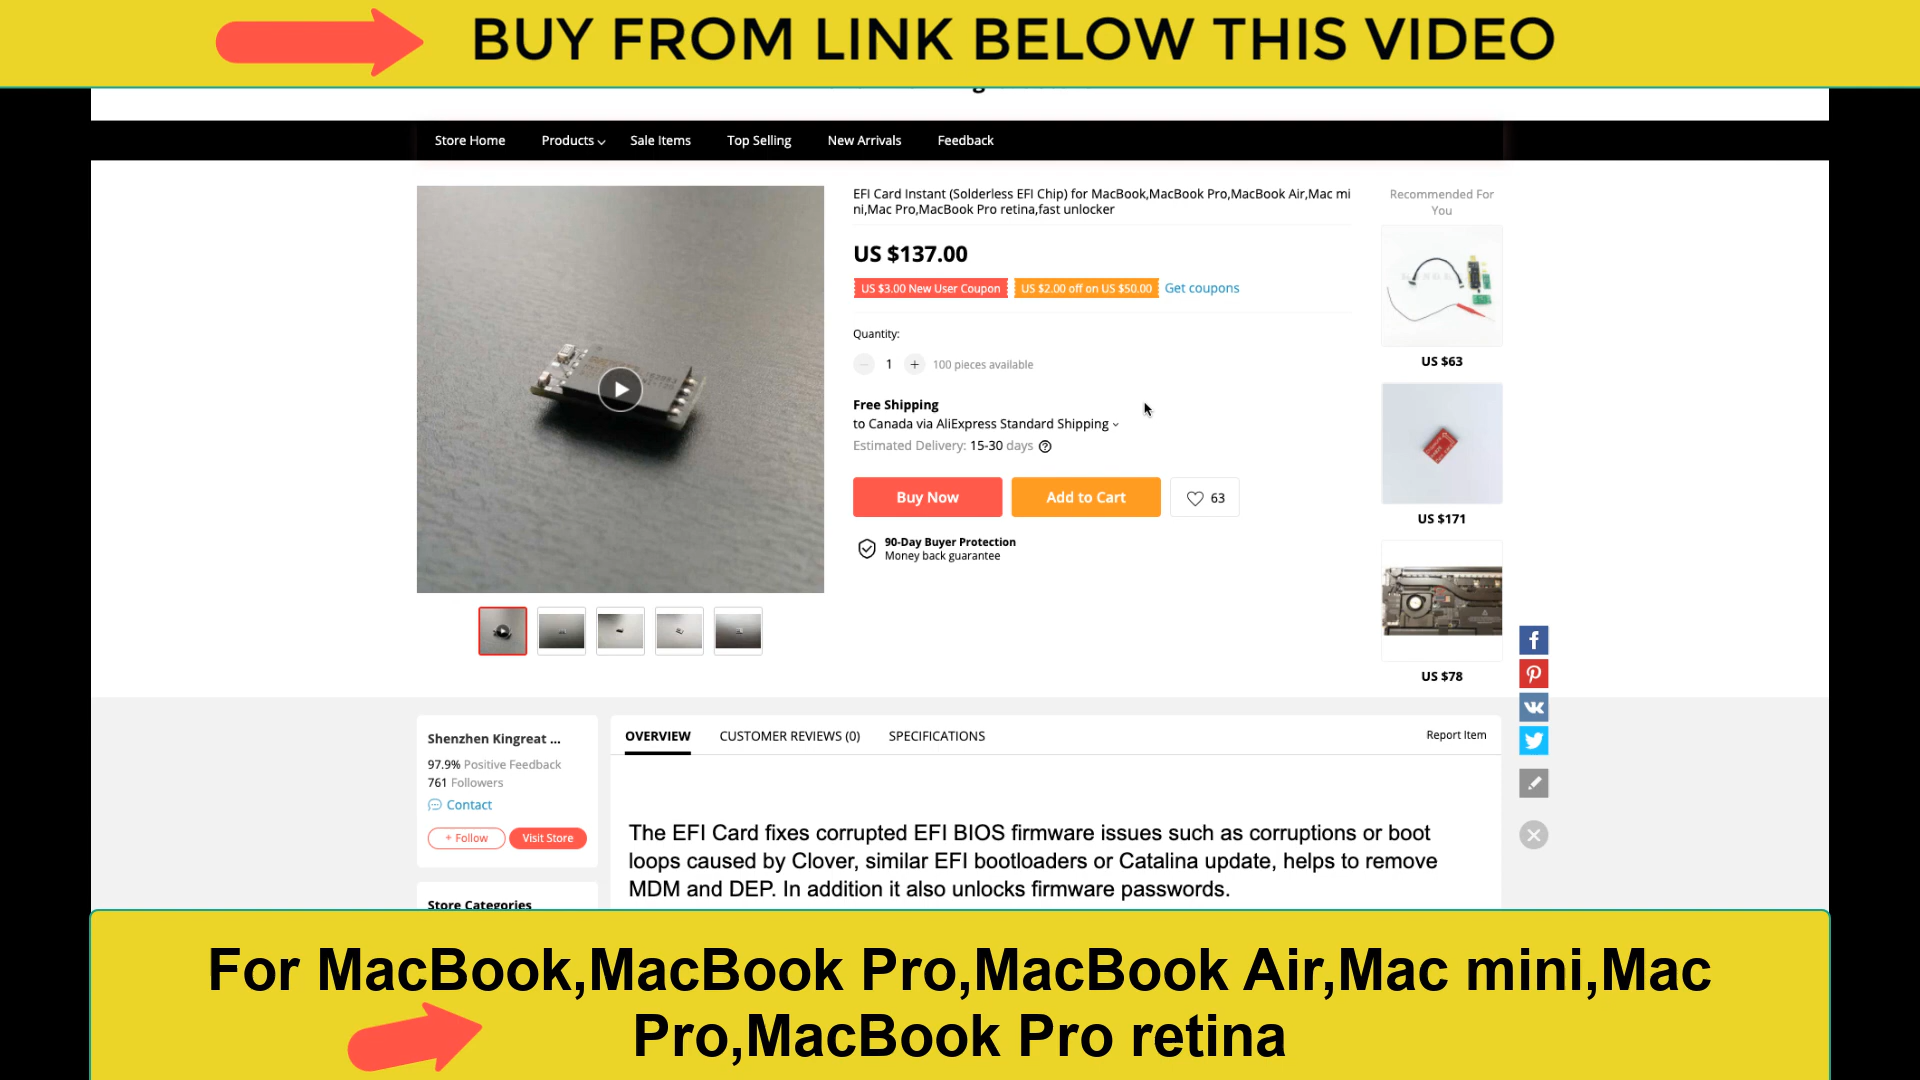 BUY FROM LINK BELOW THIS VIDEO
Store Home Products Sale Items Top Selling New Arrivals Feedback
EFI Card Instant (Solderless EFI Chip) for MacBook,MacBook Pro,MacBook Air,Mac mi
ni,Mac Pro,MacBook Pro retina,fast unlocker
US $137.00
US $3.00 New User Coupon US $2.00 off on US $50.00 Get coupons
Quantity:
1 100 pieces available
Free Shipping
to Canada via AliExpress Standard Shipping
Estimated Delivery: 15-30 days
Buy Now Add to Cart 63
90-Day Buyer Protection
Money back guarantee
Recommended For
You
US $63
US $171
US $78
Shenzhen Kingreat ...
97.9% Positive Feedback
761 Followers
Contact
+ Follow Visit Store
Store Categories
OVERVIEW CUSTOMER REVIEWS (0) SPECIFICATIONS Report Item
The EFI Card fixes corrupted EFI BIOS firmware issues such as corruptions or boot
loops caused by Clover, similar EFI bootloaders or Catalina update, helps to remove
MDM and DEP. In addition it also unlocks firmware passwords.
For MacBook,MacBook Pro,MacBook Air,Mac mini,Mac
Pro,MacBook Pro retina